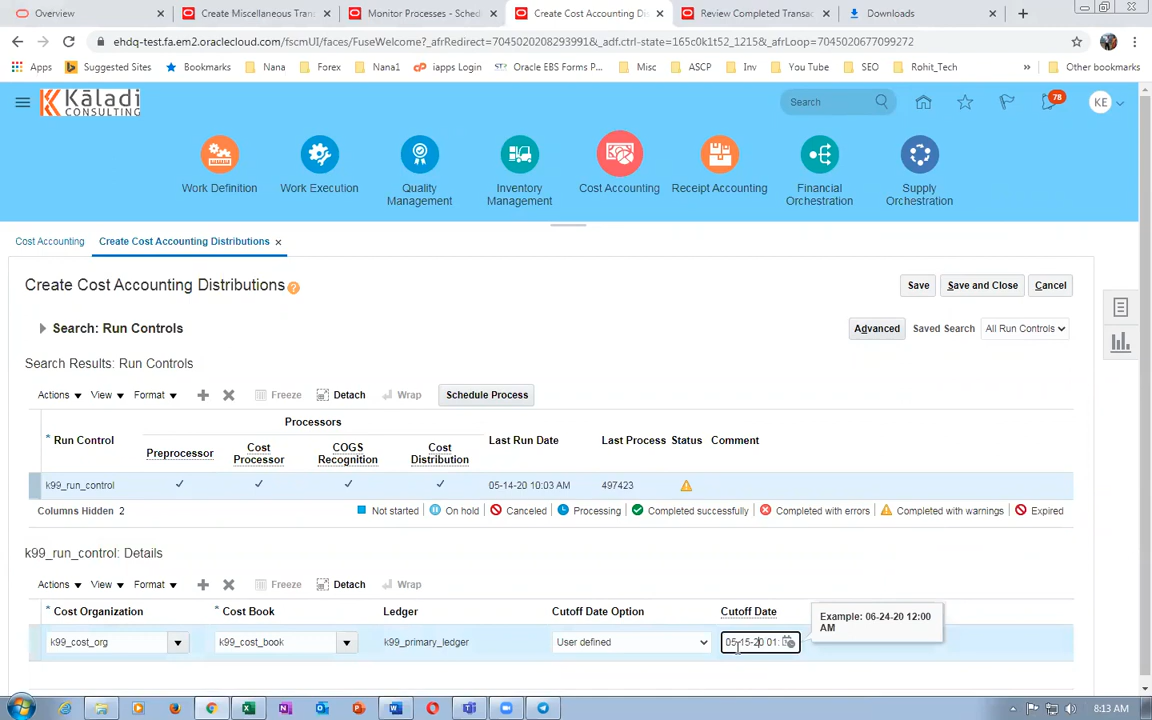 Overview
Create Miscellaneous Tran
Monitor Processes - Sched
Create Cost Accounting Dis
Review Completed Transac
Downloads
ehdq-test.fa.em2.oraclecloud.com/fscmUI/faces/FuseWelcome?_afrRedirect=7045020208293991&_adf.ctrl-state=165c0k1t52_1215&_afrLoop=7045020677099272
Apps Suggested Sites Bookmarks Nana Forex Nana1 iapps Login Oracle EBS Forms P... Misc ASCP Inv You Tube SEO Rohit_Tech » Other bookmarks
Kaladi
CONSULTING
Search
78
KE
Work Definition
Work Execution
Quality Management
Inventory Management
Cost Accounting
Receipt Accounting
Financial Orchestration
Supply Orchestration
Cost Accounting Create Cost Accounting Distributions
Create Cost Accounting Distributions ?
Save Save and Close Cancel
Search: Run Controls
Advanced Saved Search All Run Controls
Search Results: Run Controls
Actions View Format Freeze Detach Wrap Schedule Process
Processors
* Run Control Preprocessor Cost Processor COGS Recognition Cost Distribution Last Run Date Last Process Status Comment
k99_run_control 05-14-20 10:03 AM 497423
Columns Hidden 2 Not started On hold Canceled Processing Completed successfully Completed with errors Completed with warnings Expired
k99_run_control: Details
Actions View Format Freeze Detach Wrap
* Cost Organization * Cost Book Ledger Cutoff Date Option Cutoff Date
Example: 06-24-20 12:00 AM
k99_cost_org k99_cost_book k99_primary_ledger User defined 05-15-20 01:
8:13 AM